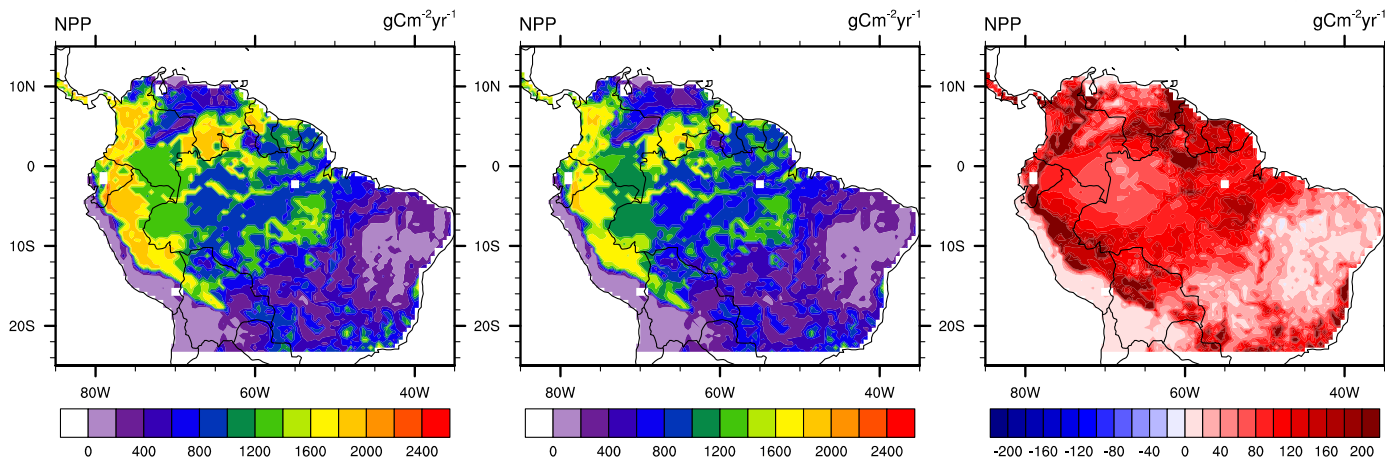 NPP gCm⁻²yr⁻¹ NPP gCm⁻²yr⁻¹ NPP gCm⁻²yr⁻¹
10N 10N 10N
0 0 0
10S 10S 10S
20S 20S 20S
80W 60W 40W 80W 60W 40W 80W 60W 40W
0 400 800 1200 1600 2000 2400 0 400 800 1200 1600 2000 2400 -200 -160 -120 -80 -40 0 40 80 120 160 200